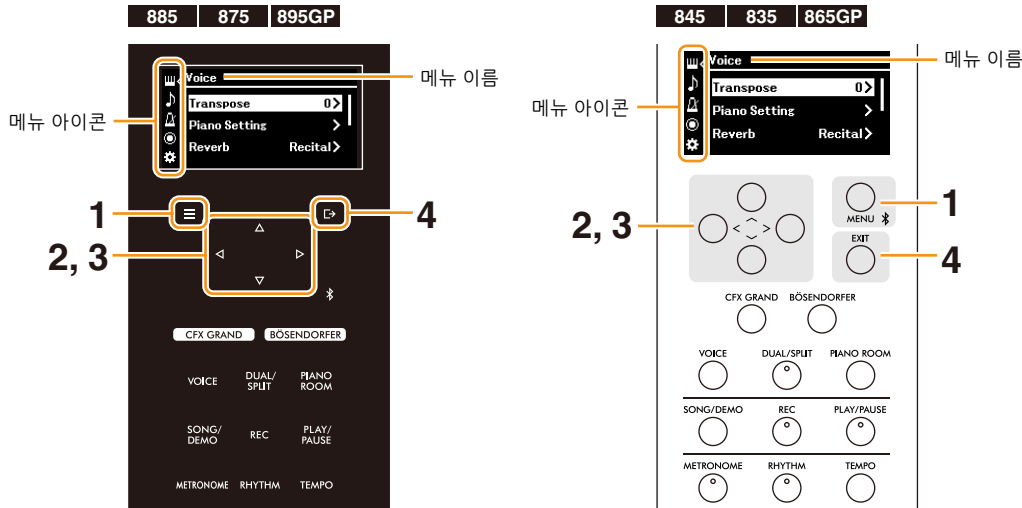 885 875 895GP
Voice
메뉴 이름
Transpose 0
Piano Setting
Reverb Recital
메뉴 아이콘
1
4
2, 3
CFX GRAND BÖSENDORFER
VOICE DUAL/SPLIT PIANO ROOM
SONG/DEMO REC PLAY/PAUSE
METRONOME RHYTHM TEMPO
845 835 865GP
Voice
메뉴 이름
Transpose 0
Piano Setting
Reverb Recital
메뉴 아이콘
2, 3
1
MENU
EXIT
4
CFX GRAND BÖSENDORFER
VOICE DUAL/SPLIT PIANO ROOM
SONG/DEMO REC PLAY/PAUSE
METRONOME RHYTHM TEMPO